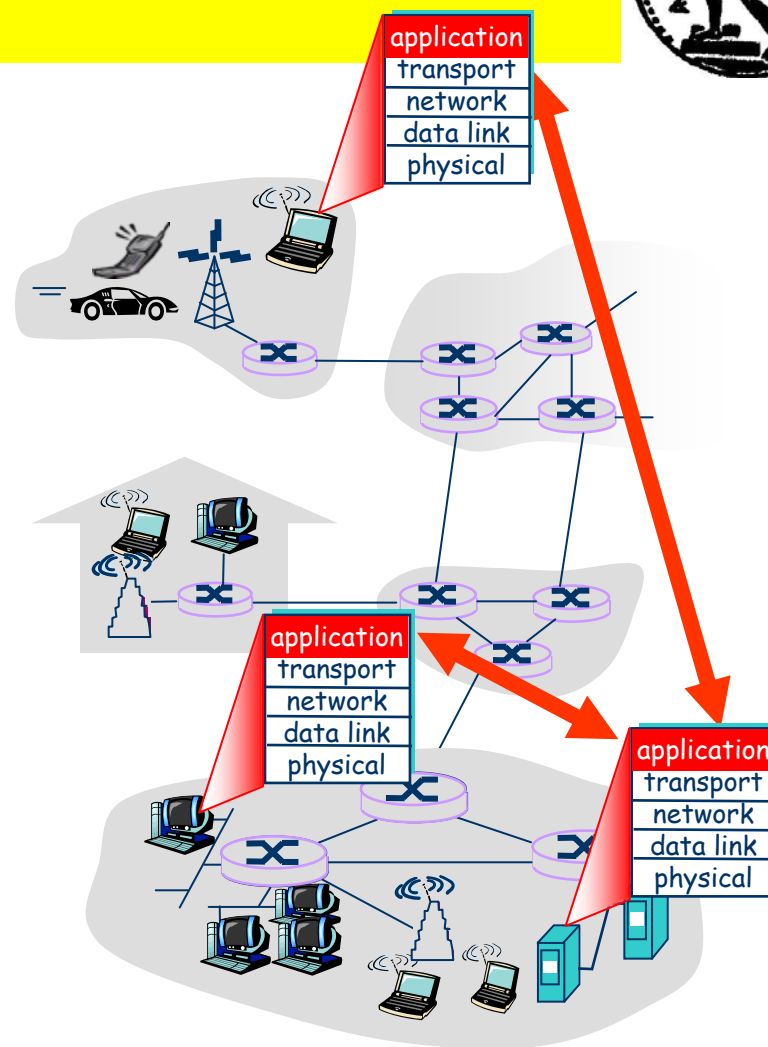 application
transport
network
data link
physical
application
transport
network
data link
physical
application
transport
network
data link
physical